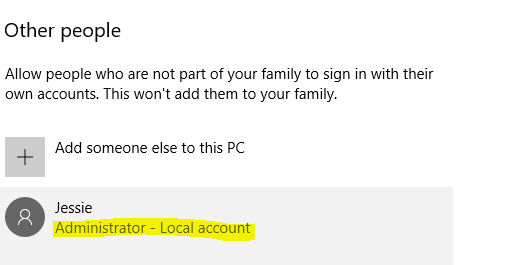 Other people
Allow people who are not part of your family to sign in with their
own accounts. This won't add them to your family.
Add someone else to this PC
Jessie
Administrator - Local account